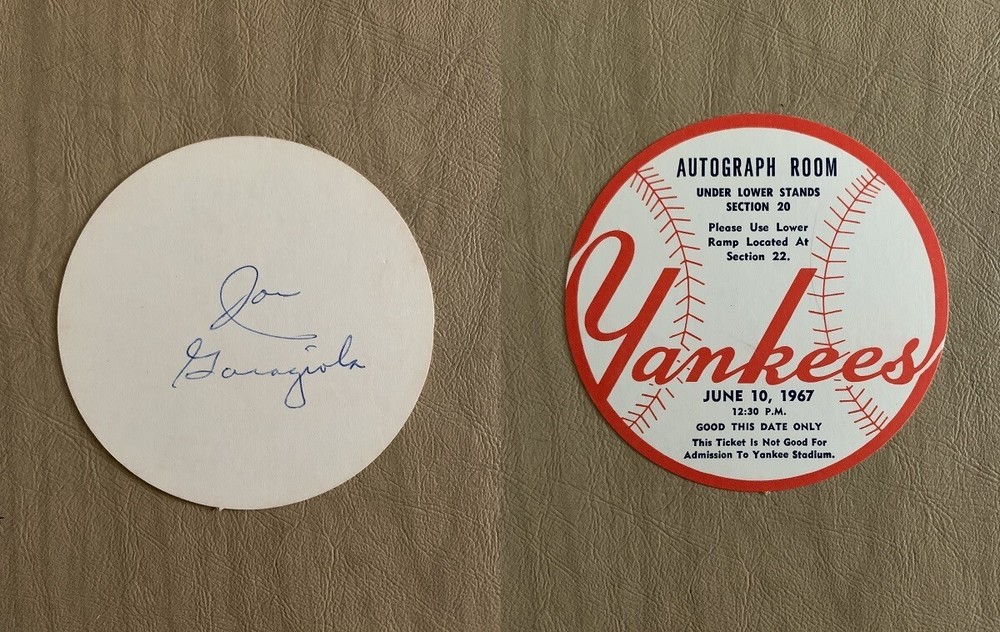 Joe
Garagiola
AUTOGRAPH ROOM
UNDER LOWER STANDS
SECTION 20
Please Use Lower
Ramp Located At
Section 22.
Yankees
JUNE 10, 1967
12:30 P.M.
GOOD THIS DATE ONLY
This Ticket Is Not Good For
Admission To Yankee Stadium.